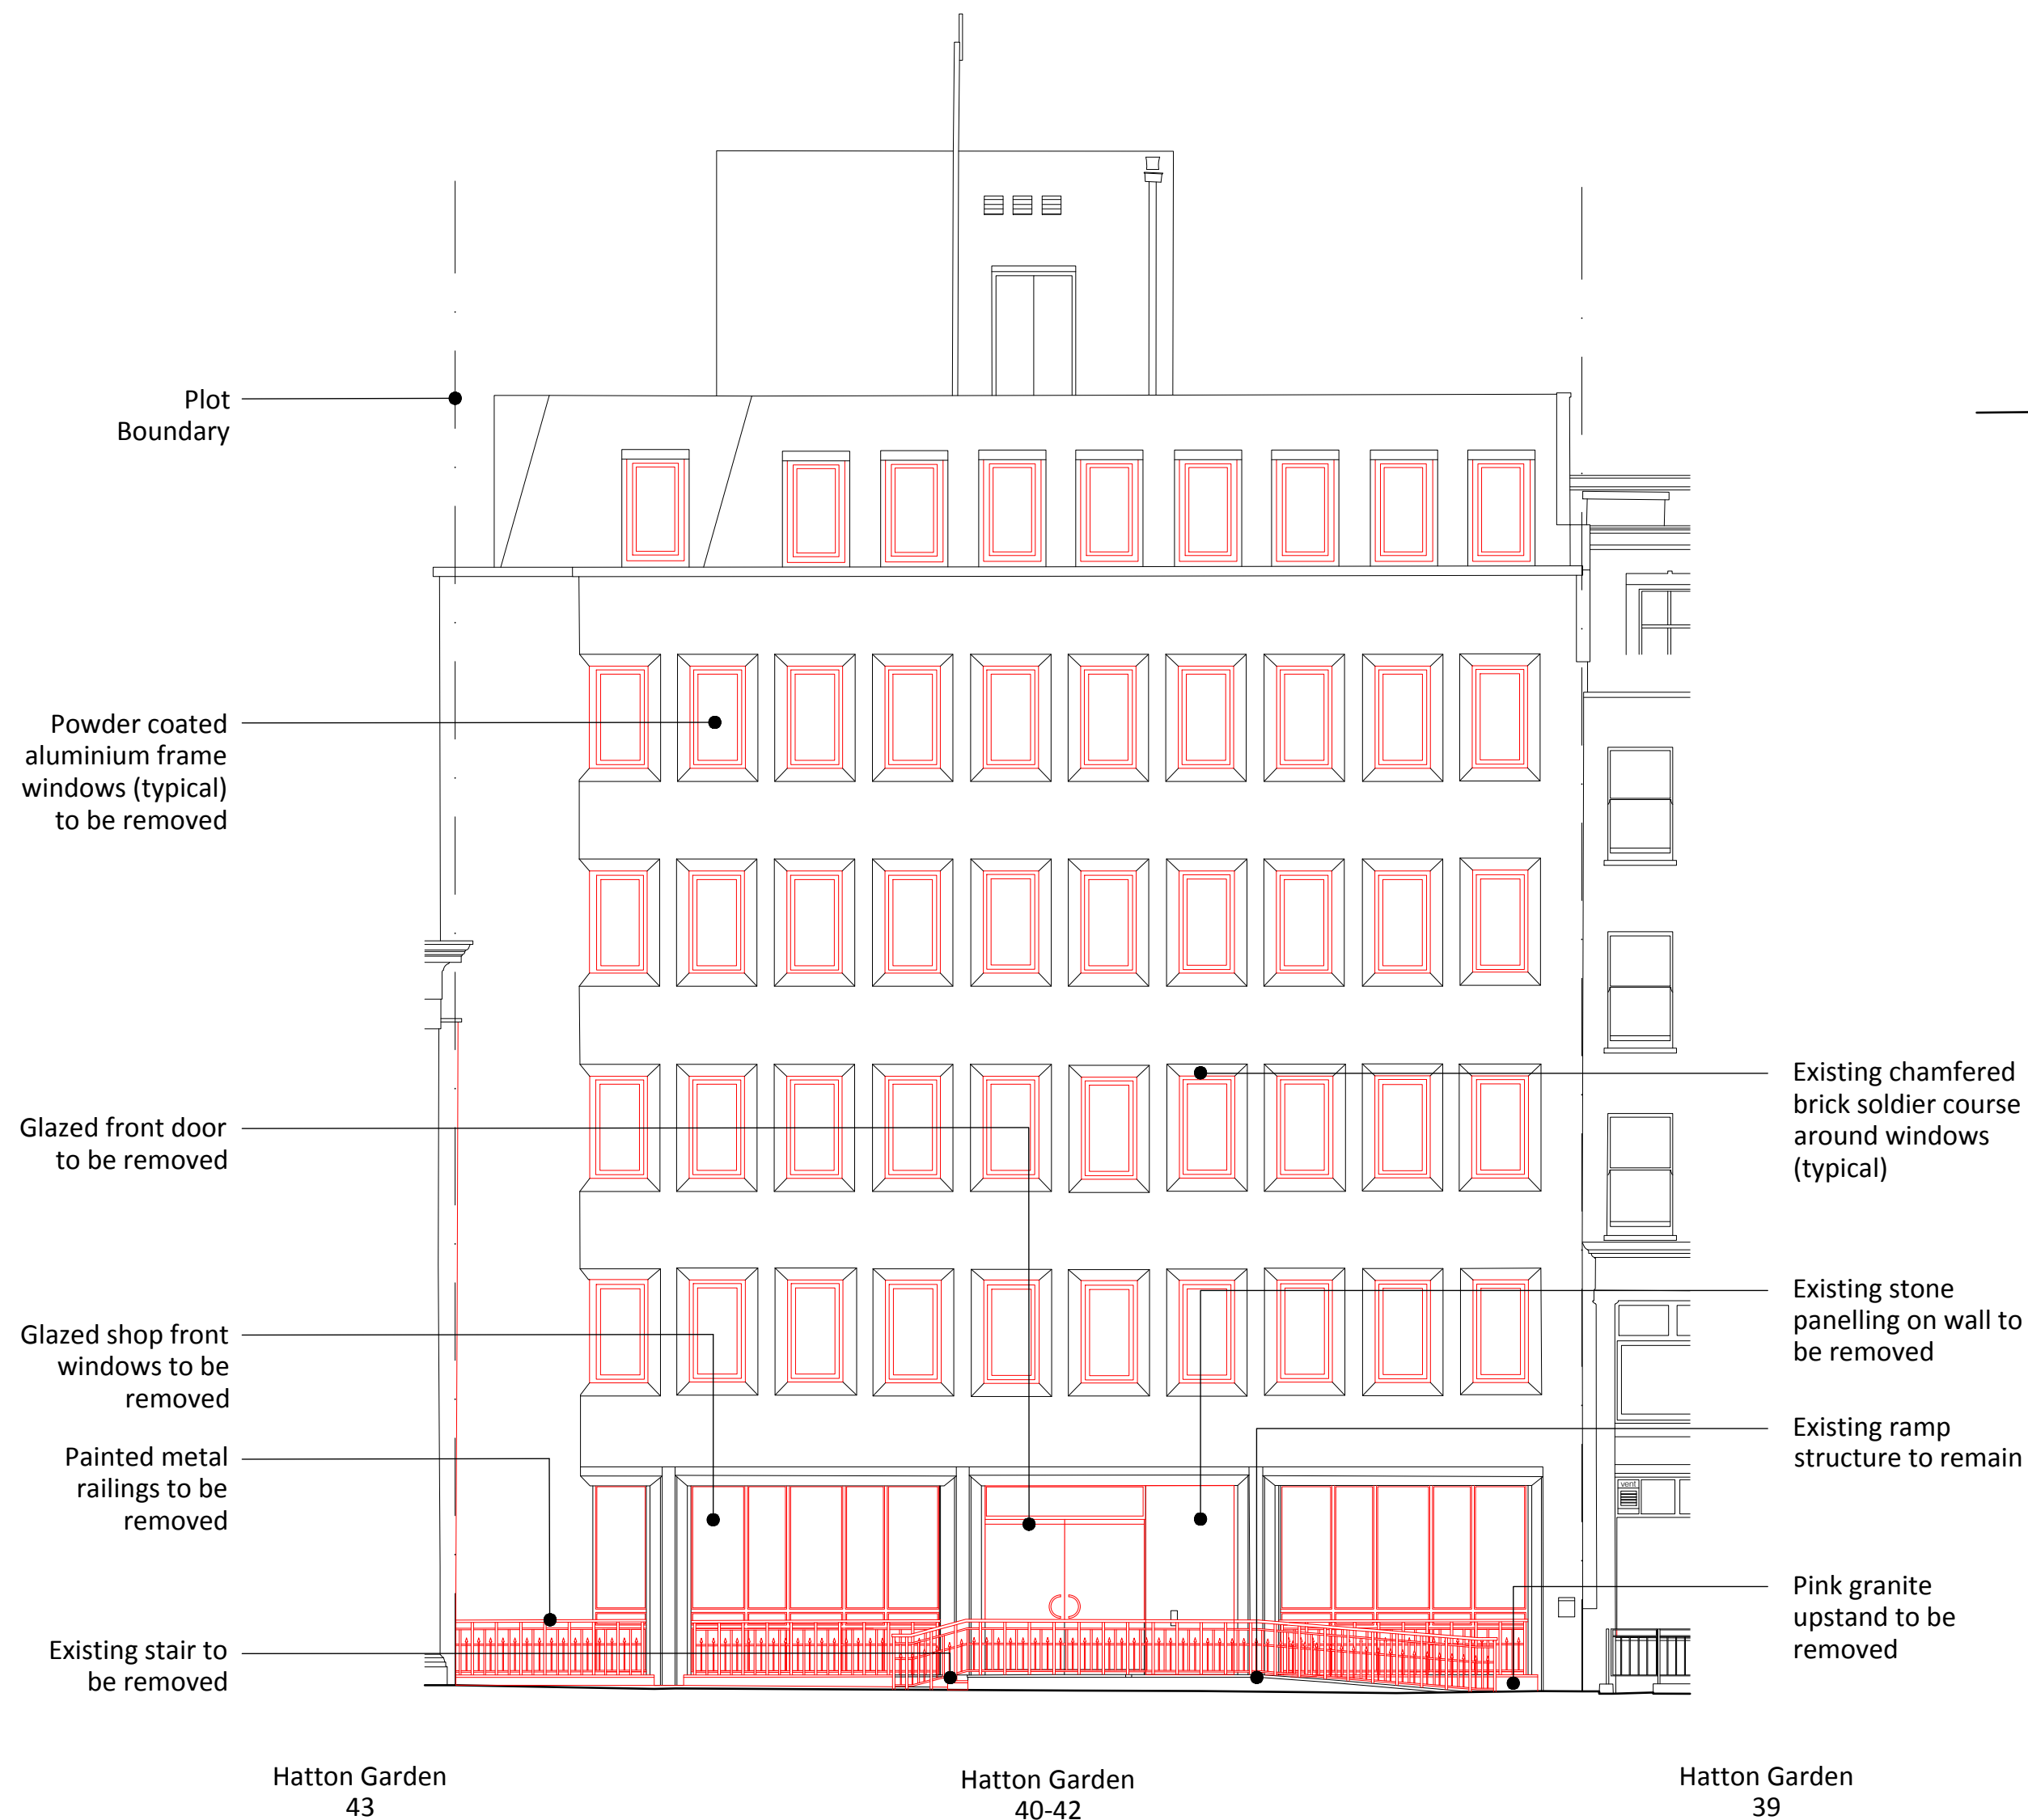 Plot
Boundary
Powder coated
aluminium frame
windows (typical)
to be removed
Glazed front door
to be removed
Glazed shop front
windows to be
removed
Painted metal
railings to be
removed
Existing stair to
be removed
Existing chamfered
brick soldier course
around windows
(typical)
Existing stone
panelling on wall to
be removed
Existing ramp
structure to remain
vent
Pink granite
upstand to be
removed
Hatton Garden
43
Hatton Garden
40-42
Hatton Garden
39